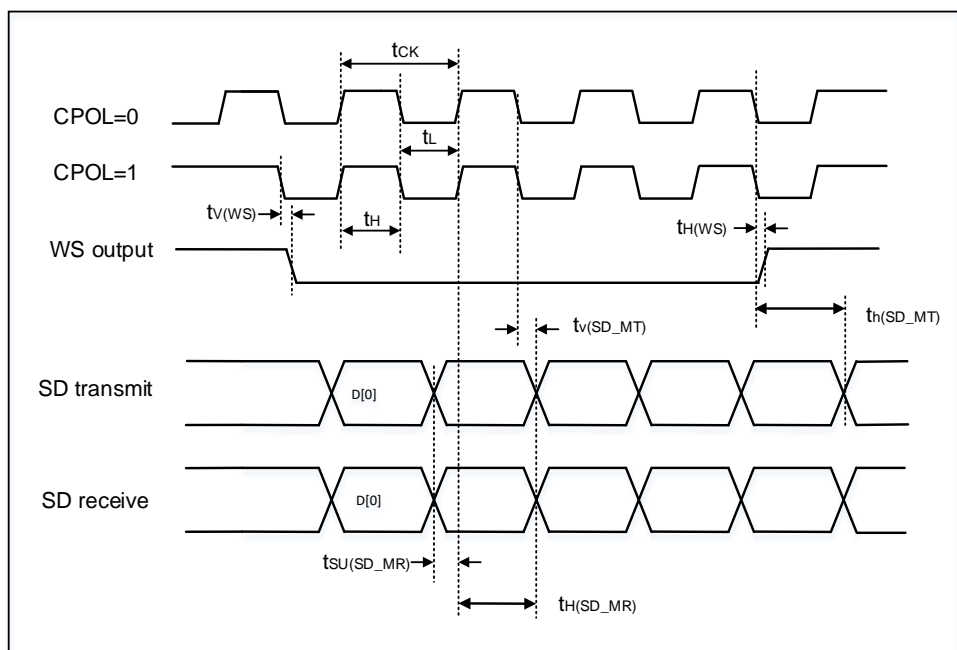 tCK
CPOL=0
tL
CPOL=1
tV(WS)
tH
tH(WS)
WS output
tv(SD_MT)
th(SD_MT)
SD transmit
D[0]
SD receive
D[0]
tSU(SD_MR)
tH(SD_MR)